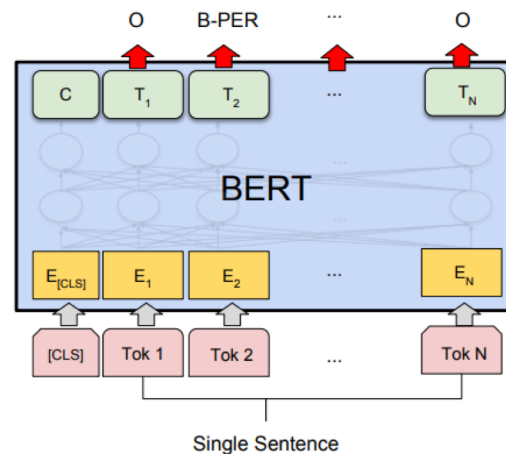 O B-PER ... O
C T1 T2 ... TN
...
BERT
...
E[CLS] E1 E2 ... EN
[CLS] Tok 1 Tok 2 ... Tok N
Single Sentence